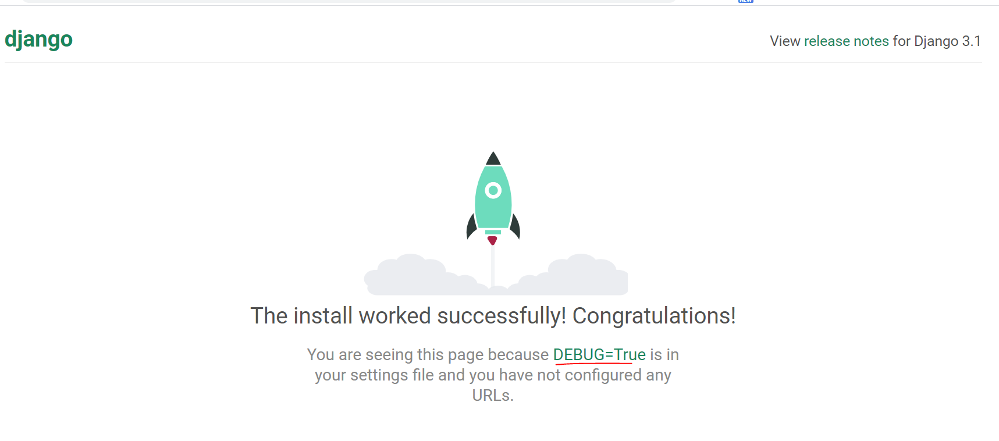 NEW
django
View release notes for Django 3.1
The install worked successfully! Congratulations!
You are seeing this page because DEBUG=True is in
your settings file and you have not configured any
URLs.